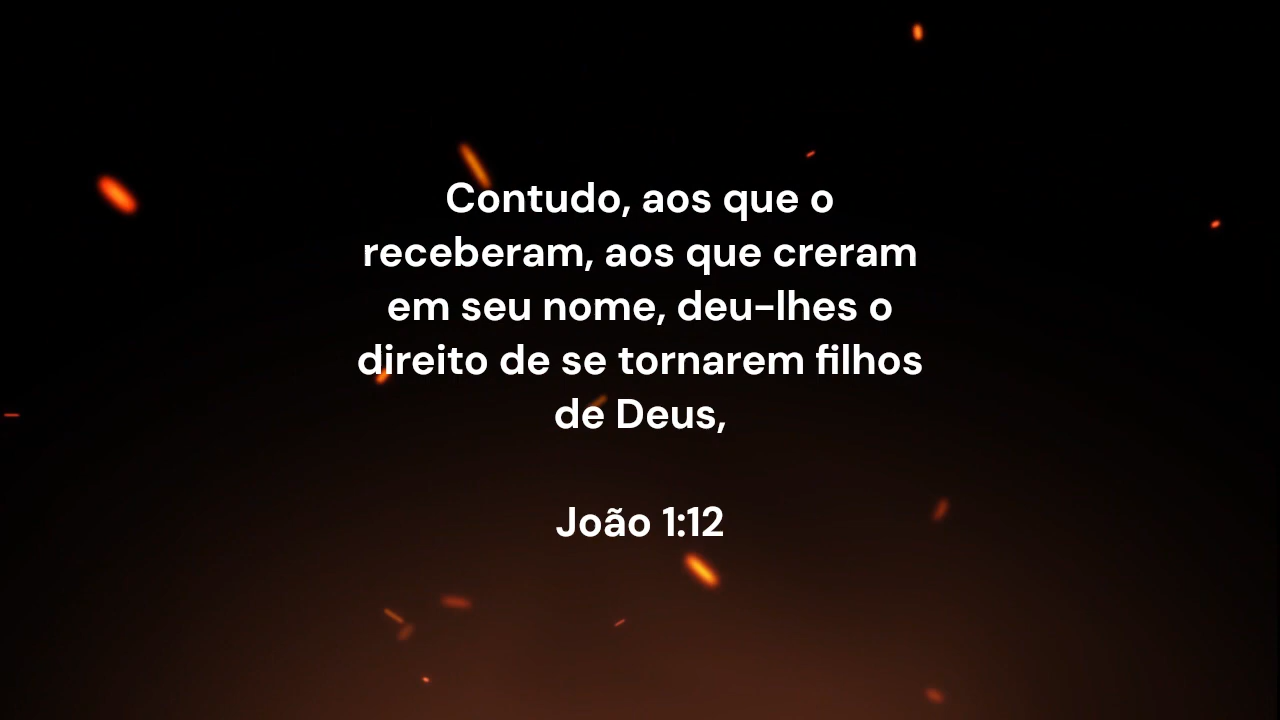 Contudo, aos que o
receberam, aos que creram
em seu nome, deu-lhes o
direito de se tornarem filhos
de Deus,
João 1:12